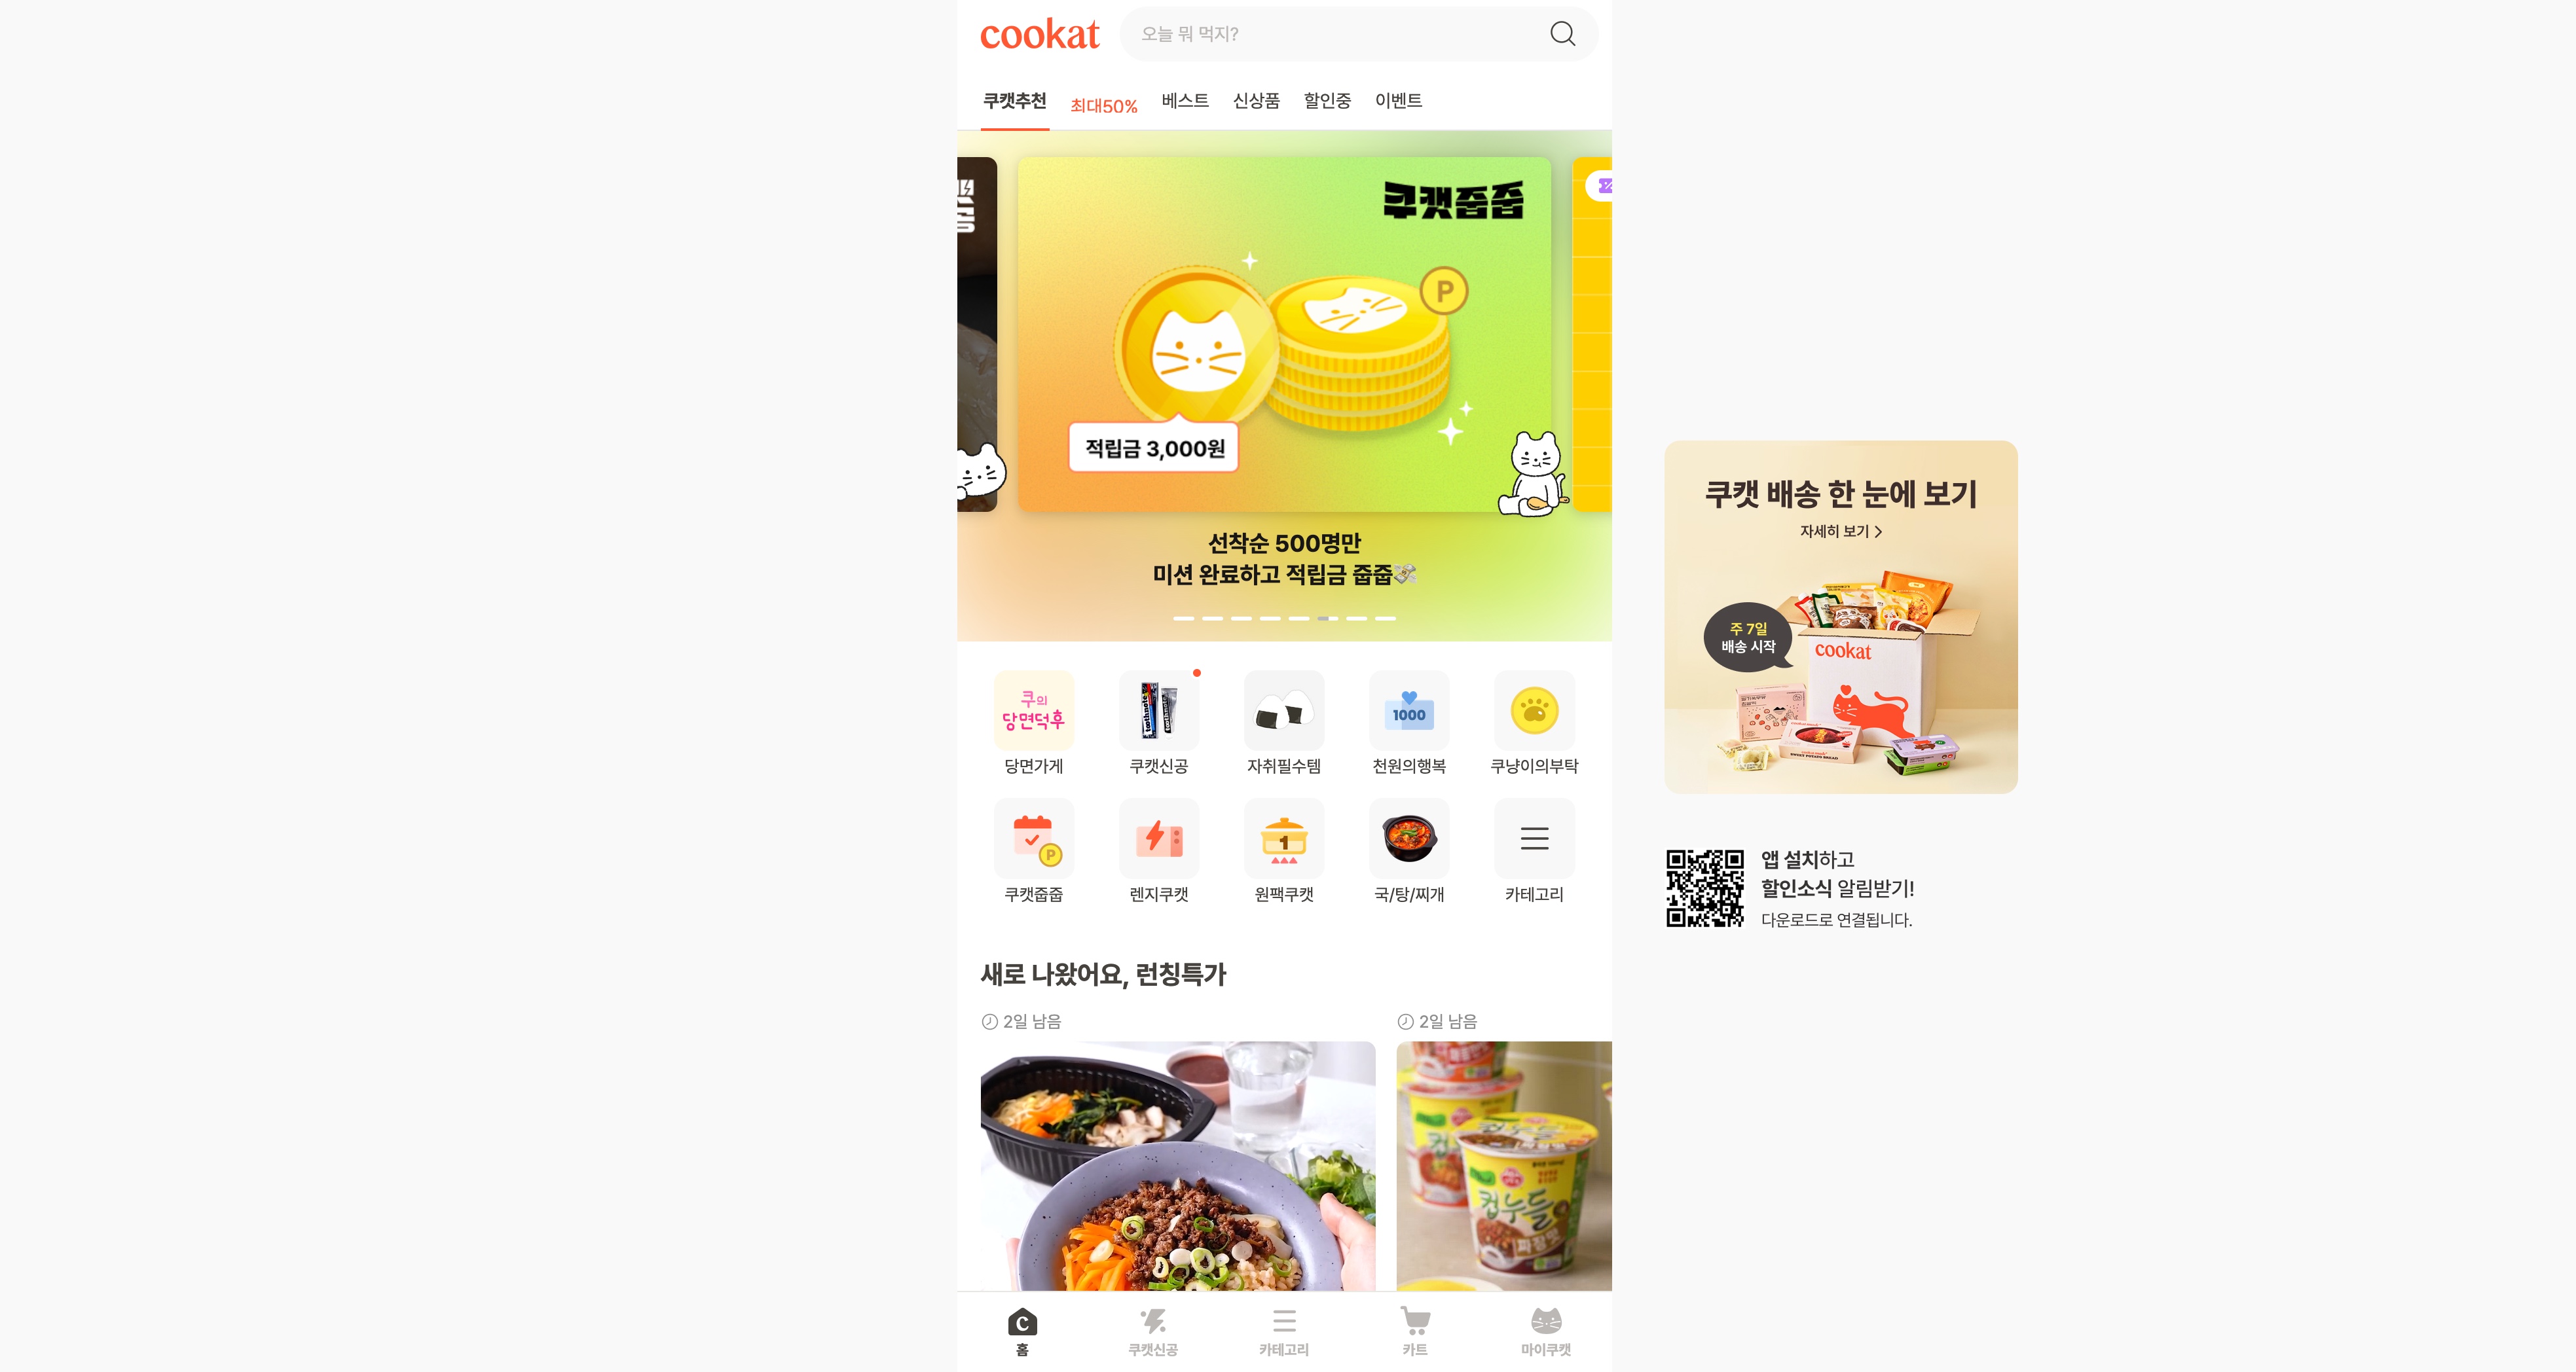 cookat
오늘 뭐 먹지?
쿠캣추천
최대50%
베스트
신상품
할인중
이벤트
쿠캣줍줍
P
적립금 3,000원
선착순 500명만
미션 완료하고 적립금 줍줍💸
쿠의
당면덕후
1000
당면가게
쿠캣신공
자취필수템
천원의행복
쿠냥이의부탁
P
1
쿠캣줍줍
렌지쿠캣
원팩쿠캣
국/탕/찌개
카테고리
새로 나왔어요, 런칭특가
2일 남음
2일 남음
컵누들
짜장맛
홈
쿠캣신공
카테고리
카트
마이쿠캣
쿠캣 배송 한 눈에 보기
자세히 보기 >
주 7일
배송 시작
cookat
앱 설치하고
할인소식 알림받기!
다운로드로 연결됩니다.